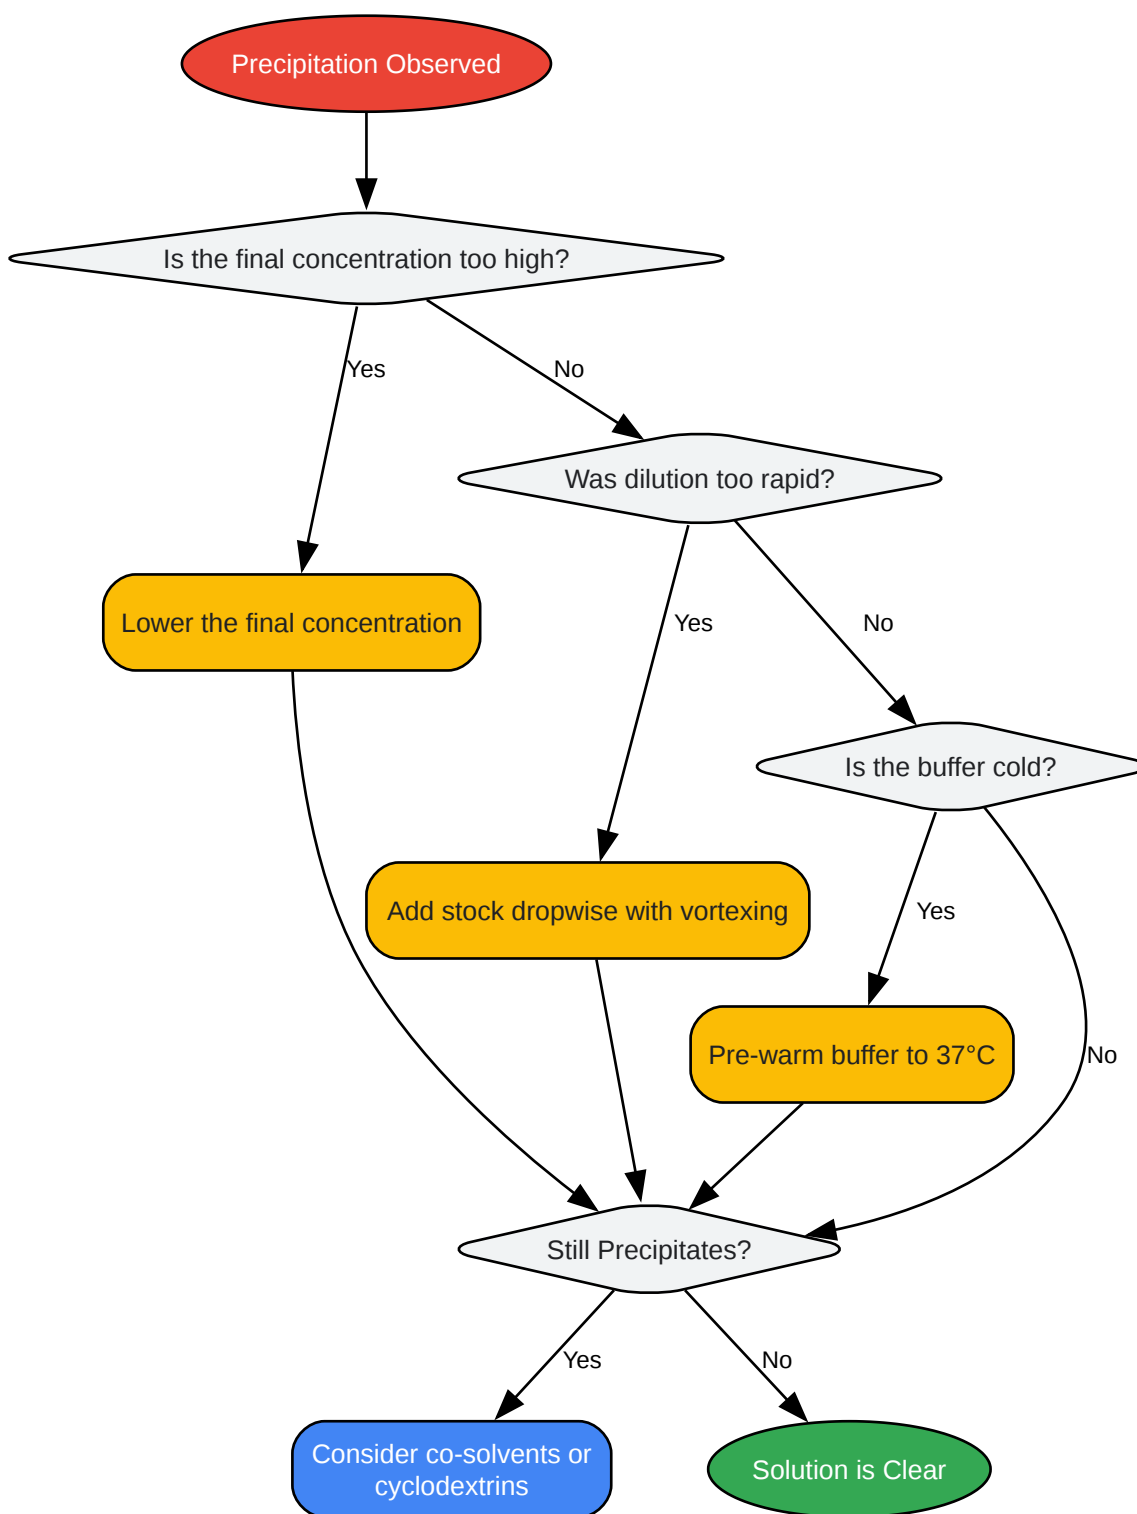 Precipitation Observed
Is the final concentration too high?
Yes
No
Was dilution too rapid?
Lower the final concentration
Yes
No
Is the buffer cold?
Add stock dropwise with vortexing
Yes
Pre-warm buffer to 37°C
No
Still Precipitates?
Yes
No
Consider co-solvents or
cyclodextrins
Solution is Clear